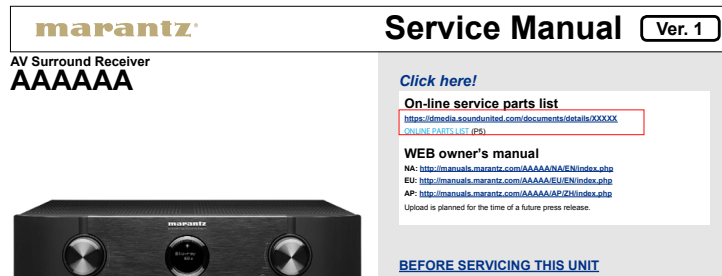 marantz
Service Manual
Ver. 1
AV Surround Receiver
AAAAAA
Click here!
On-line service parts list
https://dmedia.soundunited.com/documents/details/XXXXX
ONLINE PARTS LIST (P5)
WEB owner's manual
NA: http://manuals.marantz.com/AAAAA/NA/EN/index.php
EU: http://manuals.marantz.com/AAAAA/EU/EN/index.php
AP: http://manuals.marantz.com/AAAAA/AP/ZH/index.php
Upload is planned for the time of a future press release.
marantz
BEFORE SERVICING THIS UNIT